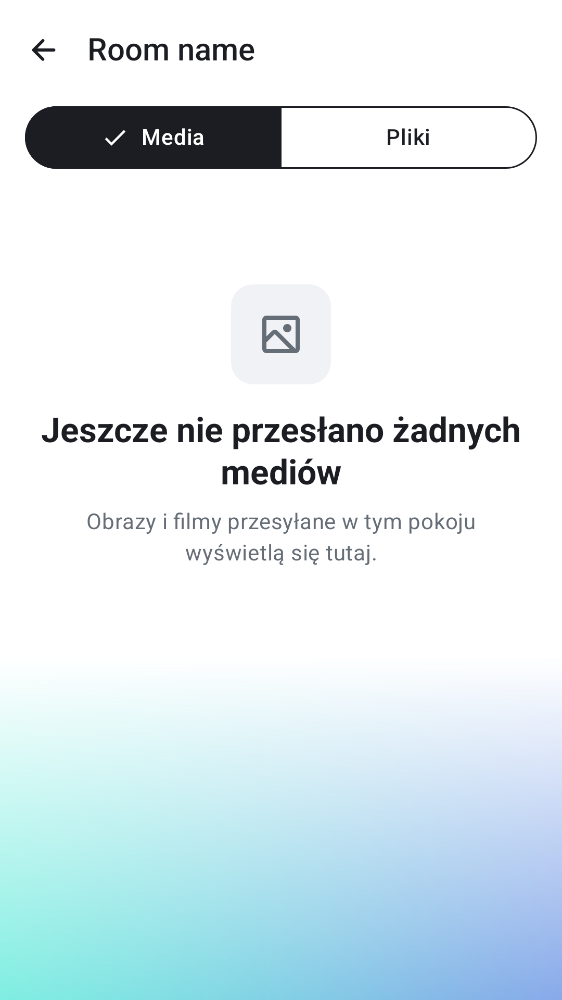 Room name
Media
Pliki
Jeszcze nie przesłano żadnych
mediów
Obrazy i filmy przesyłane w tym pokoju
wyświetlą się tutaj.